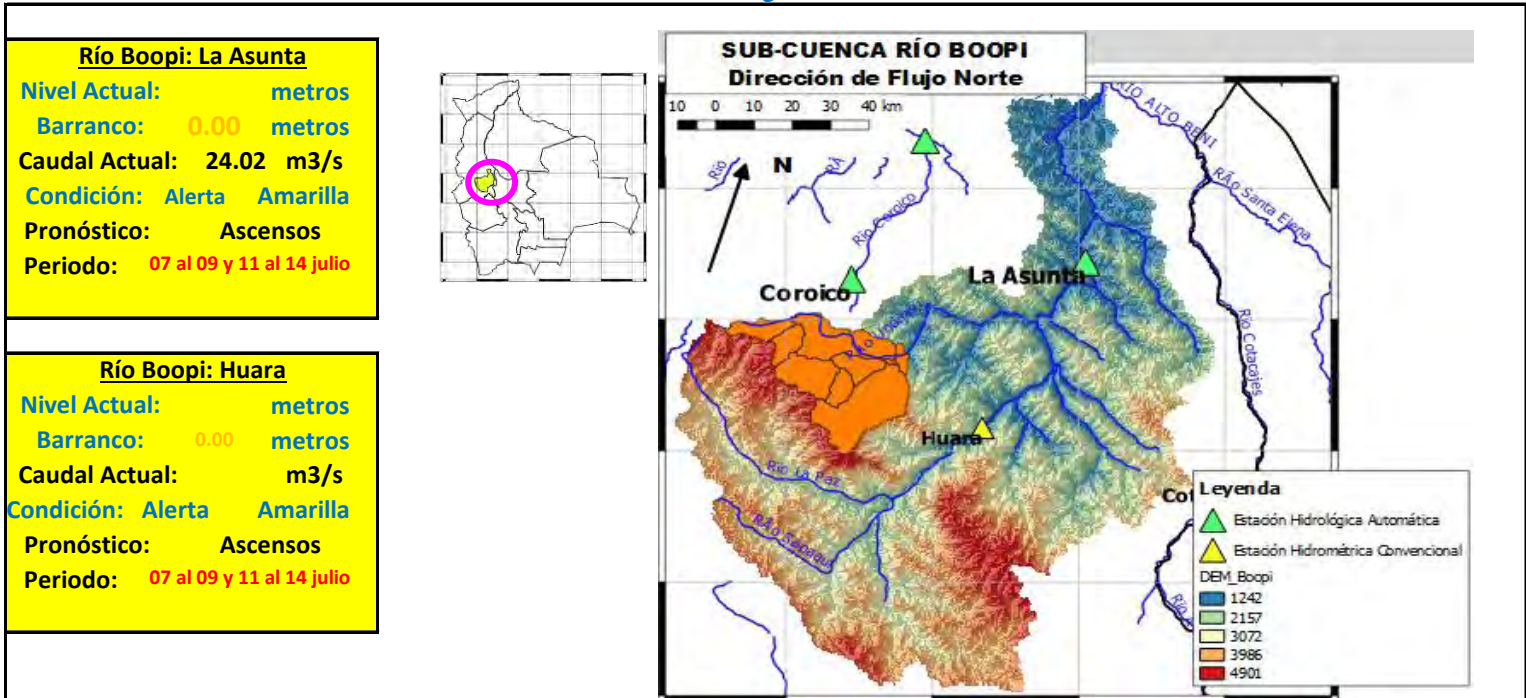 Río Boopi: La Asunta
Nivel Actual: metros
Barranco: 0.00 metros
Caudal Actual: 24.02 m3/s
Condición: Alerta Amarilla
Pronóstico: Ascensos
Periodo: 07 al 09 y 11 al 14 julio
Río Boopi: Huara
Nivel Actual: metros
Barranco: 0.00 metros
Caudal Actual: m3/s
Condición: Alerta Amarilla
Pronóstico: Ascensos
Periodo: 07 al 09 y 11 al 14 julio
SUB-CUENCA RÍO BOOPI
Dirección de Flujo Norte
10 0 10 20 30 40 km
N
RIO ALTO BENI
Río
RÃ
RÃo Santa Elena
Río Coroico
La Asunta
Coroico
Río Cotacajes
Huara
Río La Paz
RÃo Sapaqui
Leyenda
Estación Hidrológica Automática
Estación Hidrométrica Convencional
DEM_Boopi
1242
2157
3072
3986
4901